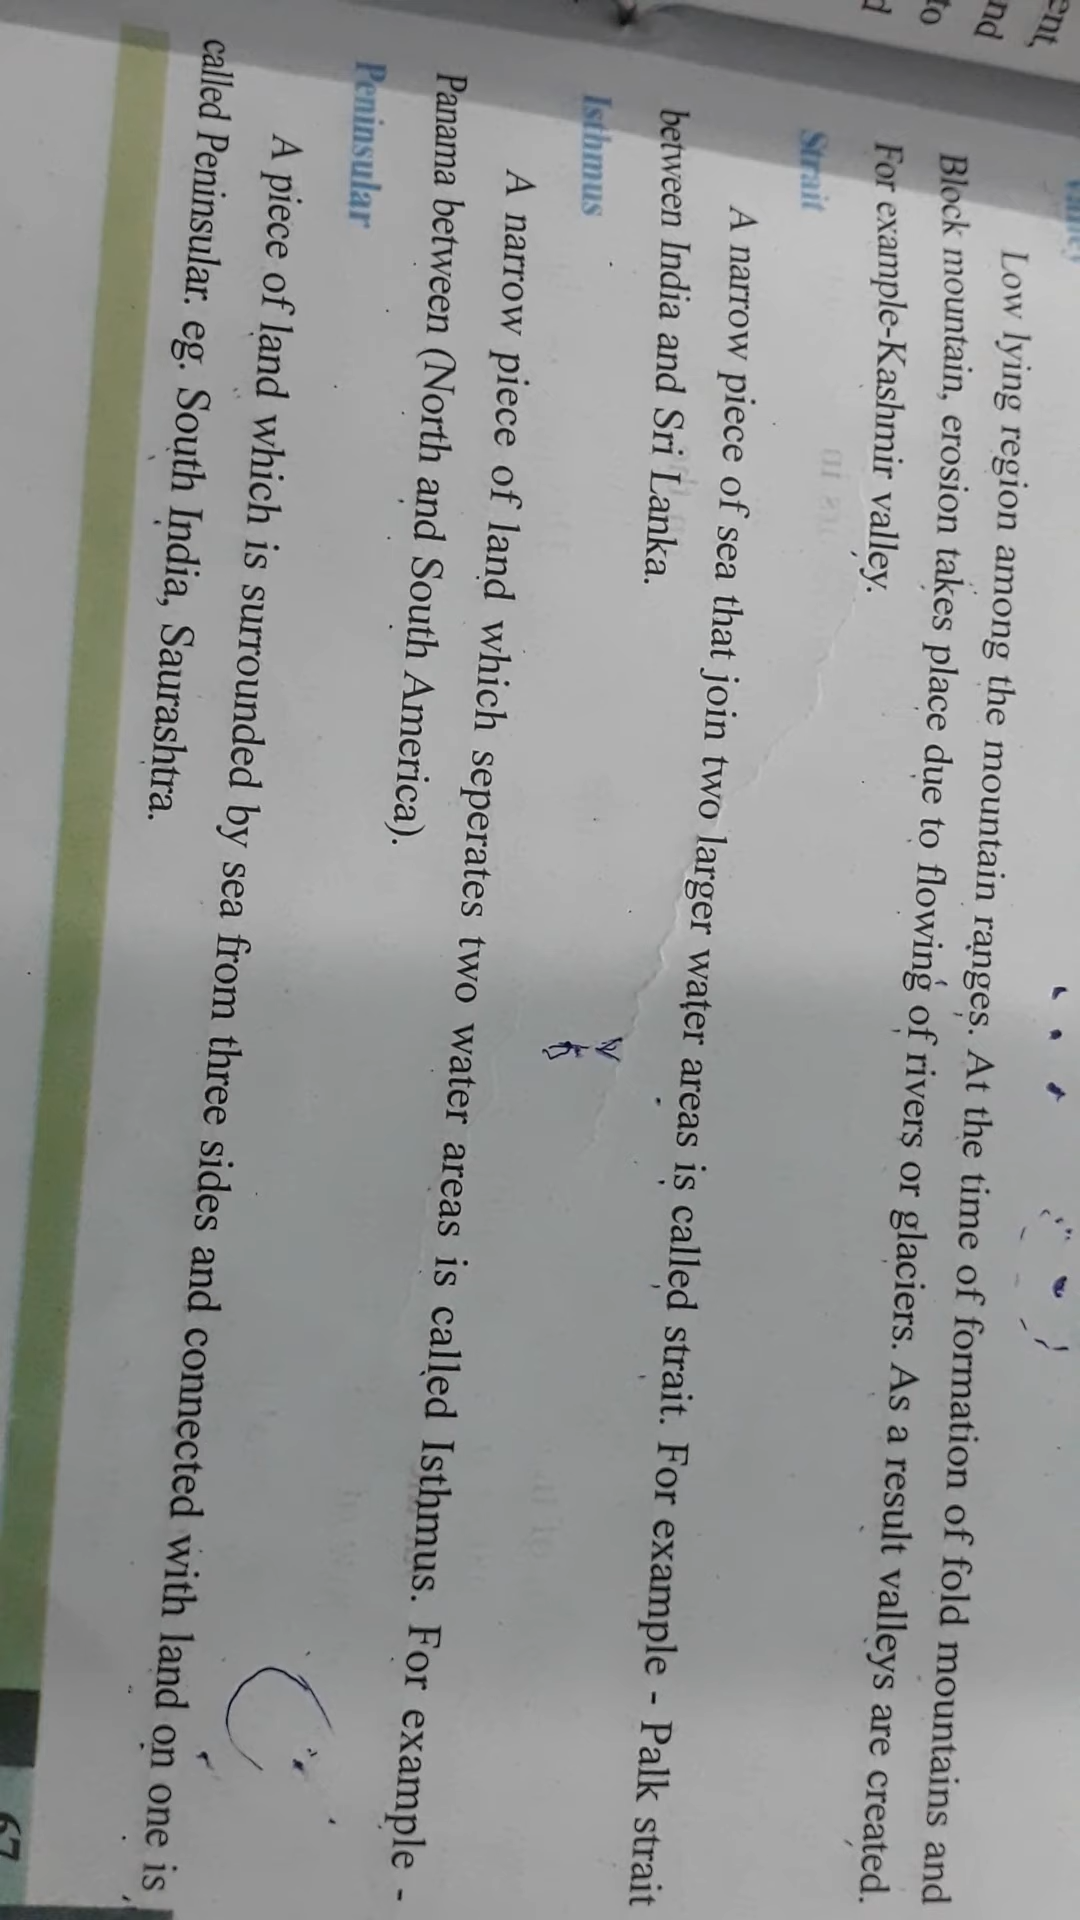 ent,
nd
to
d
Valley
Low lying region among the mountain ranges. At the time of formation of fold mountains and
Block mountain, erosion takes place due to flowing of rivers or glaciers. As a result valleys are created.
For example-Kashmir valley.
Strait
A narrow piece of sea that join two larger water areas is called strait. For example - Palk strait
between India and Sri Lanka.
Isthmus
A narrow piece of land which seperates two water areas is called Isthmus. For example -
Panama between (North and South America).
Peninsular
A piece of land which is surrounded by sea from three sides and connected with land on one is
called Peninsular. eg. South India, Saurashtra.
67